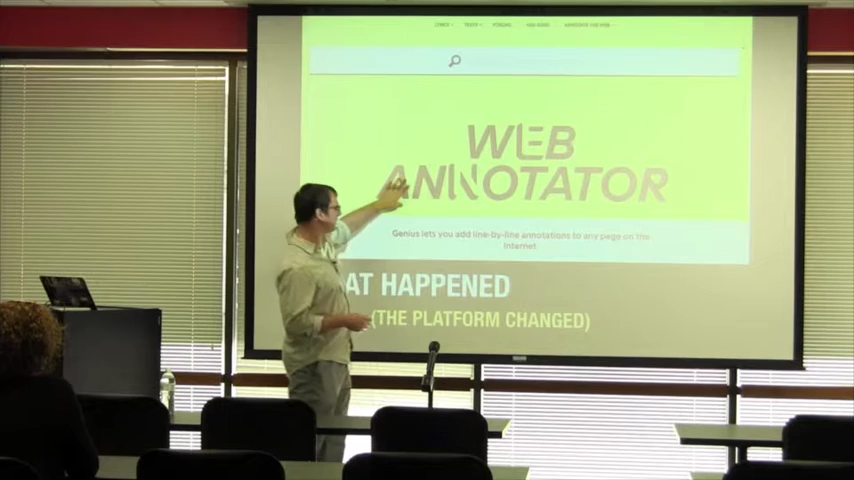 WEB
ANNOTATOR
Genius lets you add line-by-line annotations to any page on the
Internet
AT HAPPENED
(THE PLATFORM CHANGED)